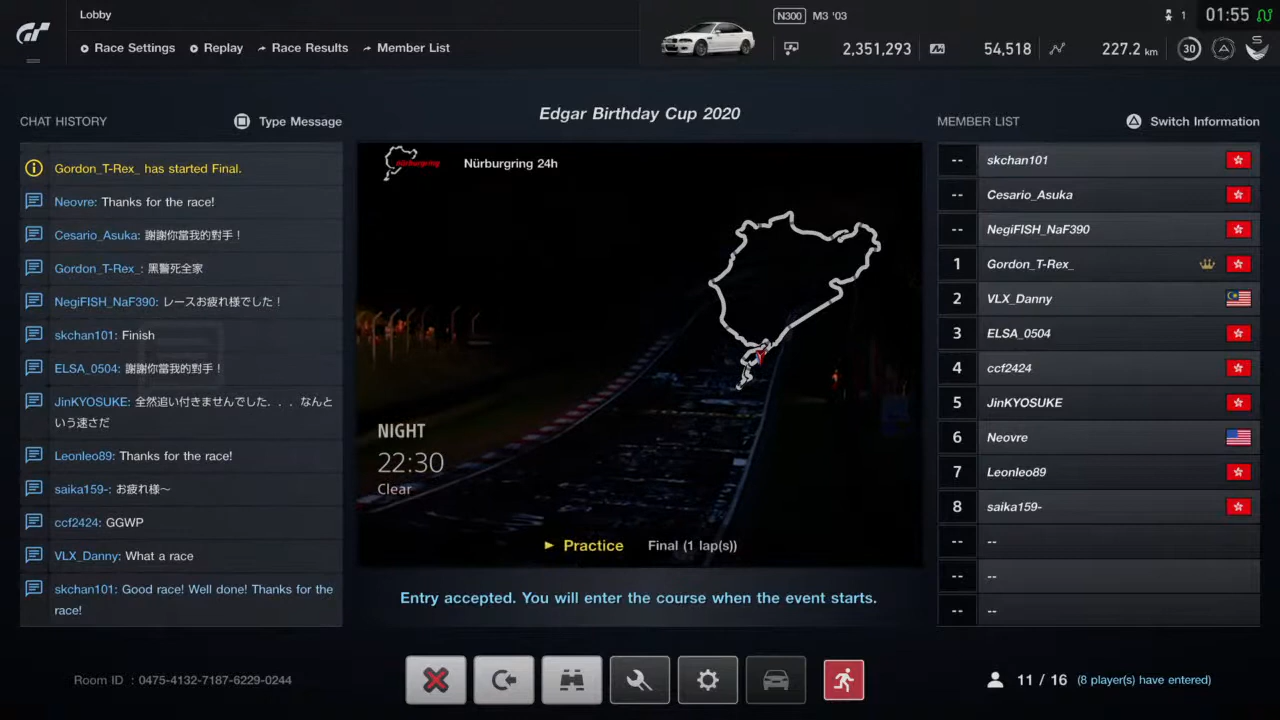 Lobby
Race Settings
Replay
Race Results
Member List
N300 M3 '03
2,351,293
54,518
227.2 km
1
01:55
30
S
CHAT HISTORY
Type Message
Gordon_T-Rex_ has started Final.
Neovre: Thanks for the race!
Cesario_Asuka: 謝謝你當我的對手！
Gordon_T-Rex_: 黑警死全家
NegiFISH_NaF390: レースお疲れ様でした！
skchan101: Finish
ELSA_0504: 謝謝你當我的對手！
JinKYOSUKE: 全然追い付きませんでした．．．なんと
いう速さだ
Leonleo89: Thanks for the race!
saika159-: お疲れ様～
ccf2424: GGWP
VLX_Danny: What a race
skchan101: Good race! Well done! Thanks for the
race!
Edgar Birthday Cup 2020
Nürburgring
Nürburgring 24h
NIGHT
22:30
Clear
Practice
Final (1 lap(s))
Entry accepted. You will enter the course when the event starts.
MEMBER LIST
Switch Information
-- skchan101
-- Cesario_Asuka
-- NegiFISH_NaF390
1 Gordon_T-Rex_
2 VLX_Danny
3 ELSA_0504
4 ccf2424
5 JinKYOSUKE
6 Neovre
7 Leonleo89
8 saika159-
-- --
-- --
-- --
Room ID : 0475-4132-7187-6229-0244
11 / 16 (8 player(s) have entered)